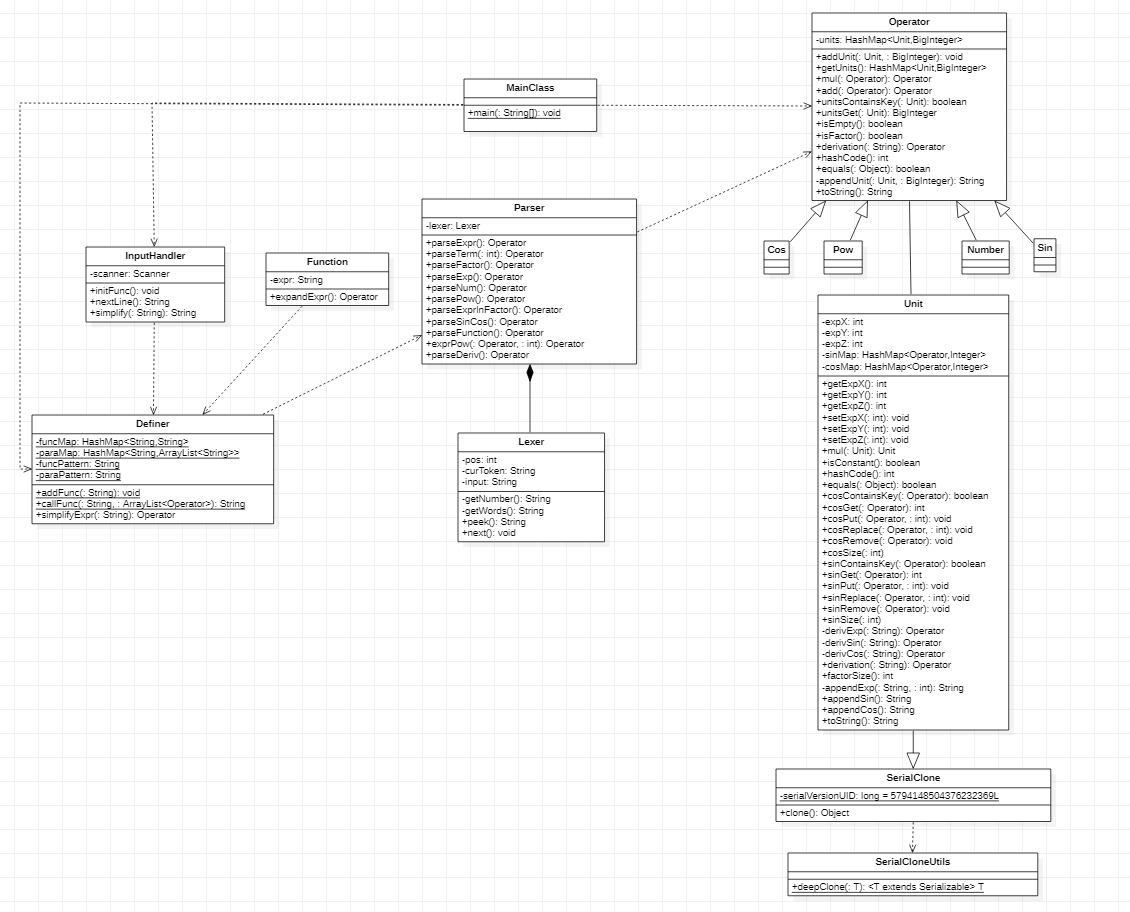 Operator
-units: HashMap<Unit,BigInteger>
+addUnit(: Unit, : BigInteger): void
+getUnits(): HashMap<Unit,BigInteger>
+mul(: Operator): Operator
+add(: Operator): Operator
+unitsContainsKey(: Unit): boolean
+unitsGet(: Unit): BigInteger
+isEmpty(): boolean
+isFactor(): boolean
+derivation(: String): Operator
+hashCode(): int
+equals(: Object): boolean
-appendUnit(: Unit, : BigInteger): String
+toString(): String
MainClass
+main(: String[]): void
Parser
-lexer: Lexer
+parseExpr(): Operator
+parseTerm(: int): Operator
+parseFactor(): Operator
+parseExp(): Operator
+parseNum(): Operator
+parsePow(): Operator
+parseExprInFactor(): Operator
+parseSinCos(): Operator
+parseFunction(): Operator
+exprPow(: Operator, : int): Operator
+parseDeriv(): Operator
InputHandler
-scanner: Scanner
+initFunc(): void
+nextLine(): String
+simplify(: String): String
Function
-expr: String
+expandExpr(): Operator
Cos
Pow
Number
Sin
Unit
-expX: int
-expY: int
-expZ: int
-sinMap: HashMap<Operator,Integer>
-cosMap: HashMap<Operator,Integer>
+getExpX(): int
+getExpY(): int
+getExpZ(): int
+setExpX(: int): void
+setExpY(: int): void
+setExpZ(: int): void
+mul(: Unit): Unit
+isConstant(): boolean
+hashCode(): int
+equals(: Object): boolean
+cosContainsKey(: Operator): boolean
+cosGet(: Operator): int
+cosPut(: Operator, : int): void
+cosReplace(: Operator, : int): void
+cosRemove(: Operator): void
+cosSize(: int)
+sinContainsKey(: Operator): boolean
+sinGet(: Operator): int
+sinPut(: Operator, : int): void
+sinReplace(: Operator, : int): void
+sinRemove(: Operator): void
+sinSize(: int)
-derivExp(: String): Operator
-derivSin(: String): Operator
-derivCos(: String): Operator
+derivation(: String): Operator
+factorSize(): int
-appendExp(: String, : int): String
+appendSin(): String
+appendCos(): String
+toString(): String
Definer
-funcMap: HashMap<String,String>
-paraMap: HashMap<String,ArrayList<String>>
-funcPattern: String
-paraPattern: String
+addFunc(: String): void
+callFunc(: String, : ArrayList<Operator>): String
+simplifyExpr(: String): Operator
Lexer
-pos: int
-curToken: String
-input: String
-getNumber(): String
-getWords(): String
+peek(): String
+next(): void
SerialClone
-serialVersionUID: long = 5794148504376232369L
+clone(): Object
SerialCloneUtils
+deepClone(: T): <T extends Serializable> T